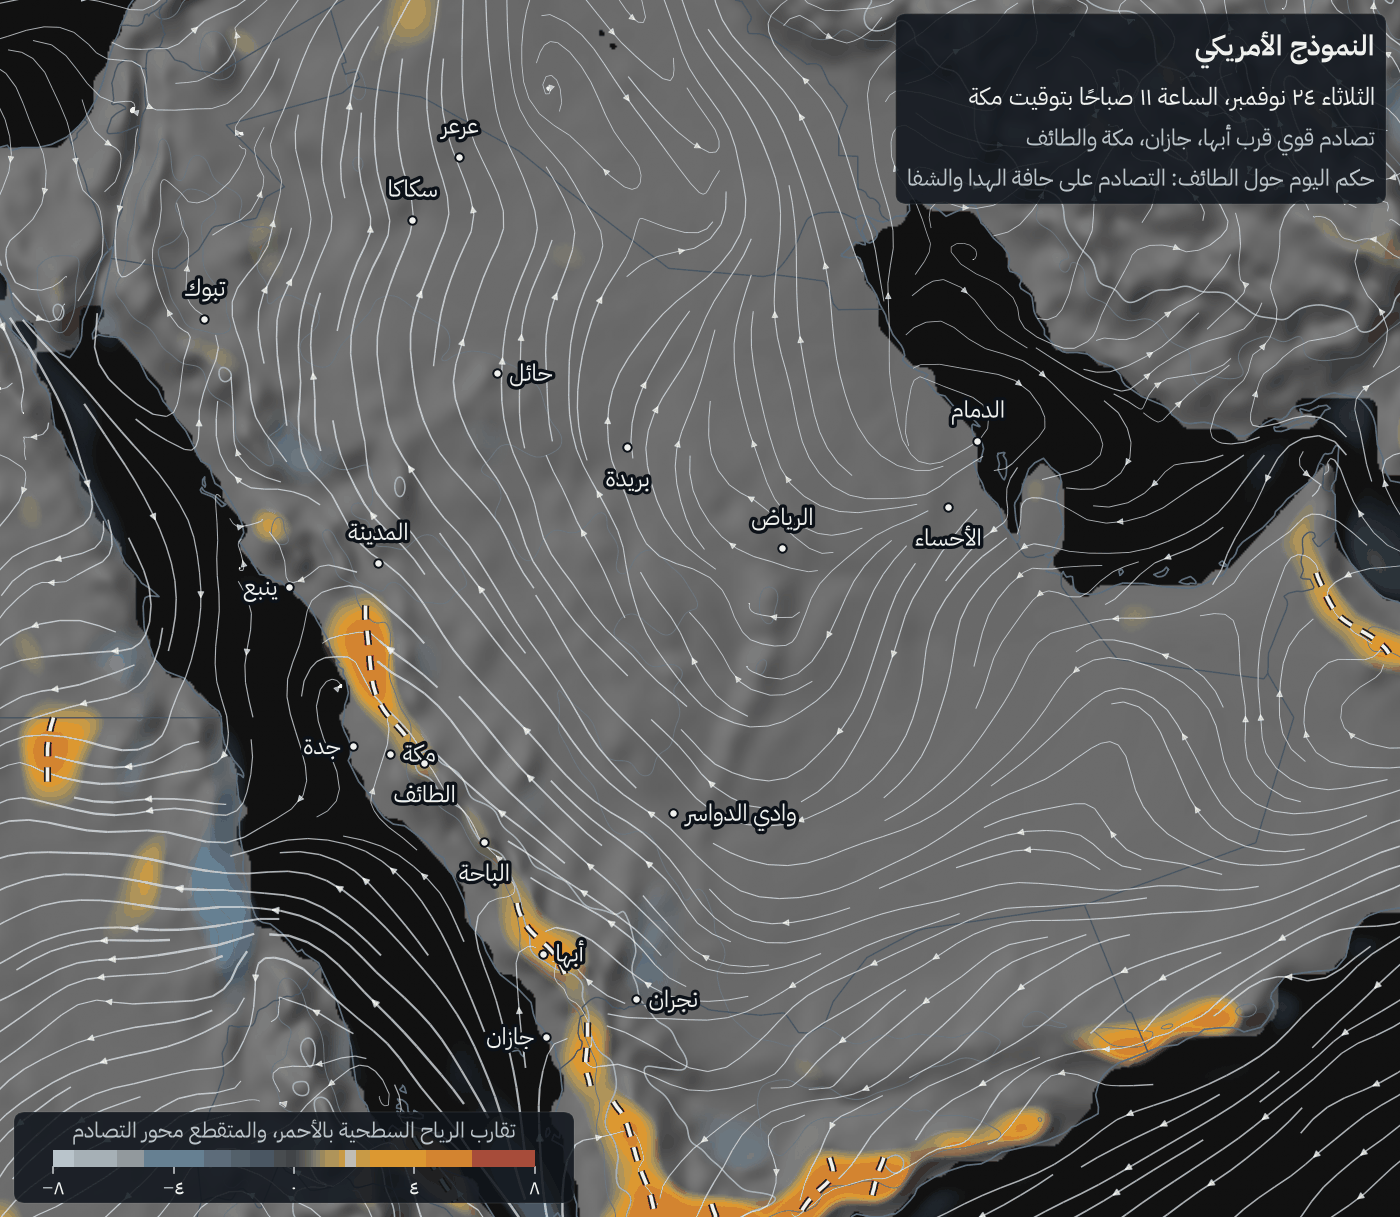 النموذج الأمريكي
الثلاثاء ٢٤ نوفمبر، الساعة ١١ صباحًا بتوقيت مكة
تصادم قوي قرب أبها، جازان، مكة والطائف
حكم اليوم حول الطائف: التصادم على حافة الهدا والشفا
عرعر
سكاكا
تبوك
حائل
الدمام
بريدة
الرياض
المدينة
الأحساء
ينبع
جدة
مكة
الطائف
وادي الدواسر
الباحة
أبها
نجران
جازان
تقارب الرياح السطحية بالأحمر، والمتقطع محور التصادم
−٨ −٤ ٠ ٤ ٨